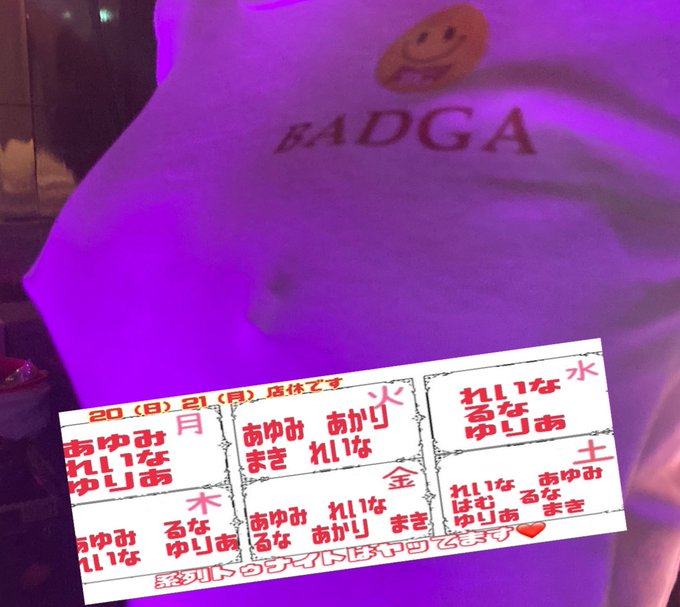 BADGA
20（日）21（月）店休です
月
あゆみ
れいな
ゆりあ
火
あゆみ あかり
まき れいな
水
れいな
るな
ゆりあ
木
あゆみ るな
れいな ゆりあ
金
あゆみ れいな
るな あかり まき
土
れいな あゆみ
はむ るな
ゆりあ まき
系列トゥナイトはヤッてます❤